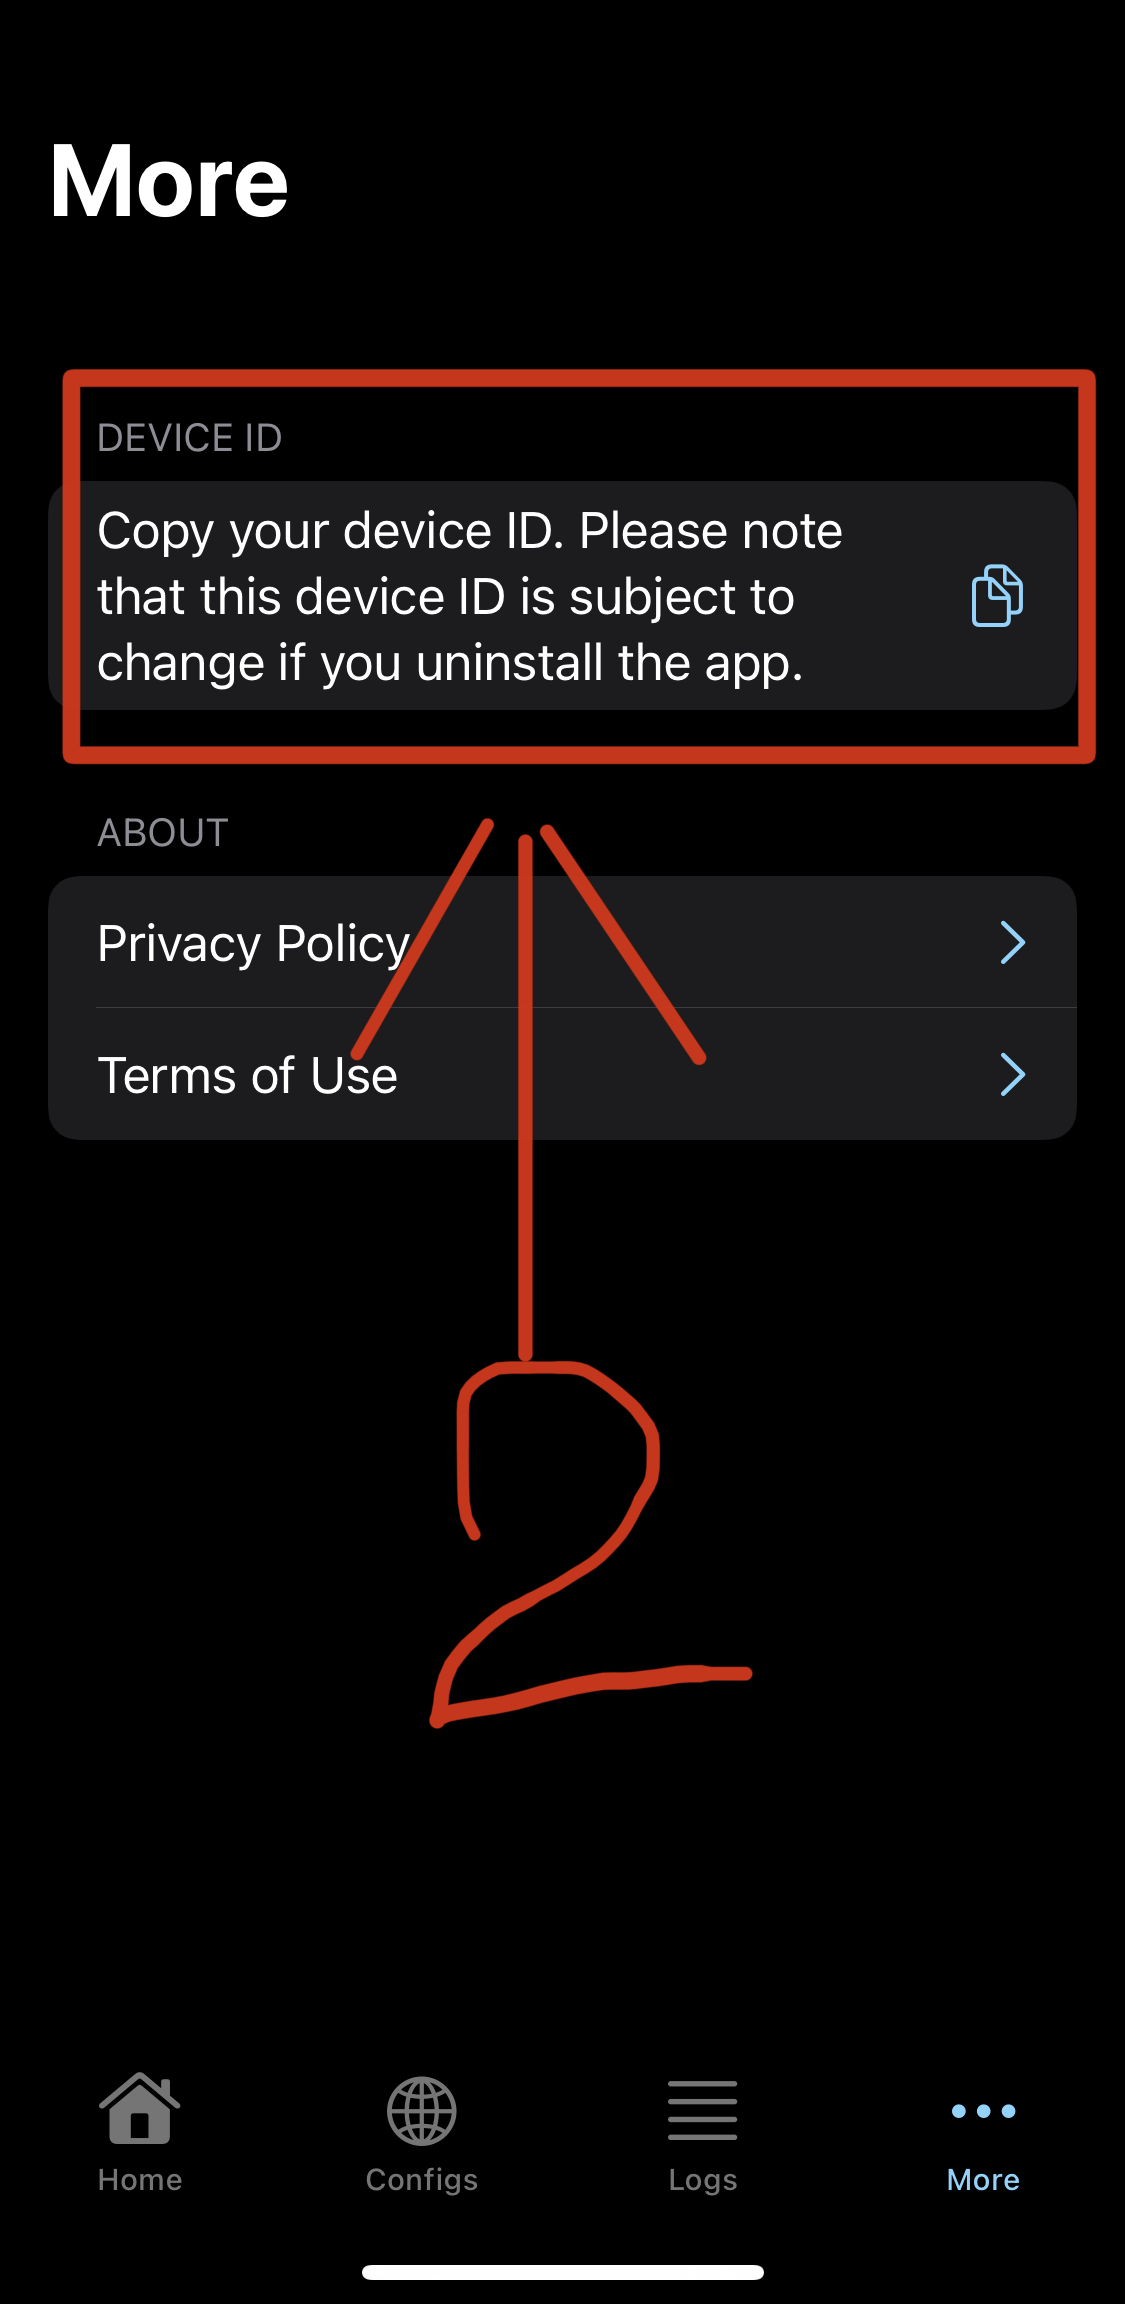 More
DEVICE ID
Copy your device ID. Please note
that this device ID is subject to
change if you uninstall the app.
ABOUT
Privacy Policy
Terms of Use
2
Home
Configs
Logs
More